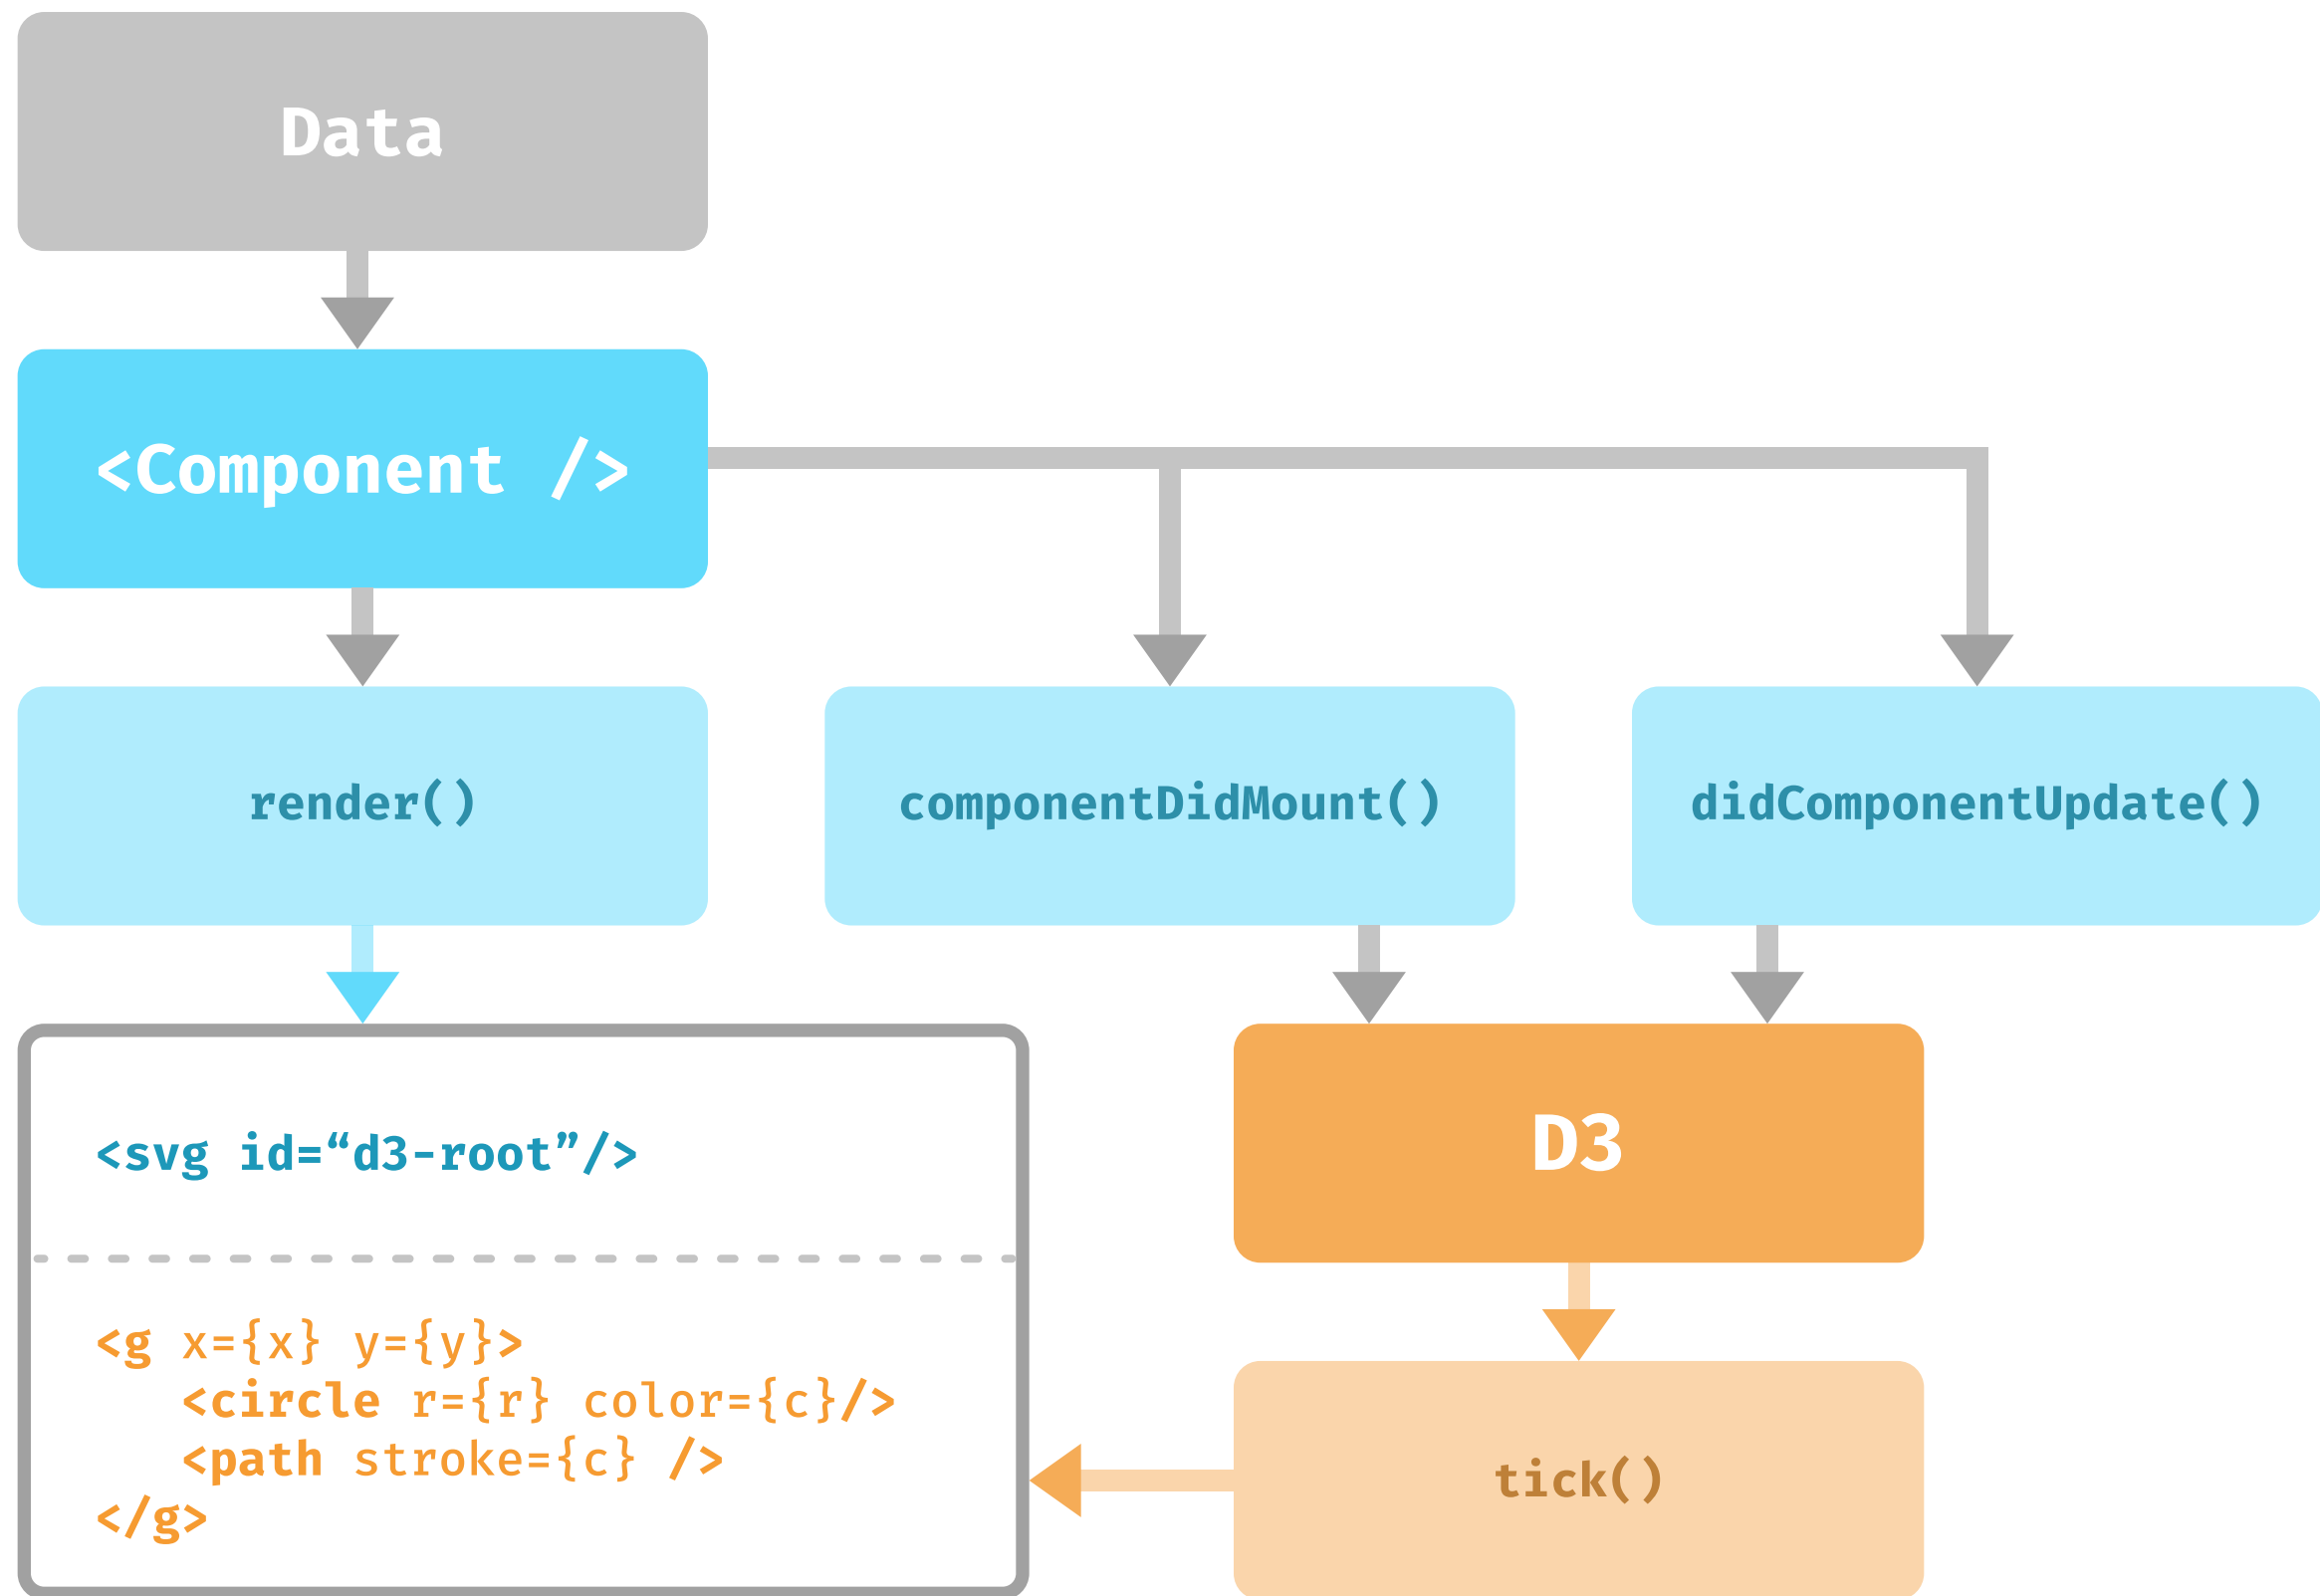 Data
<Component />
render()
componentDidMount()
didComponentUpdate()
<svg id=“d3-root”/>
D3
<g x={x} y={y}>
<circle r={r} color={c}/>
<path stroke={c} />
</g>
tick()